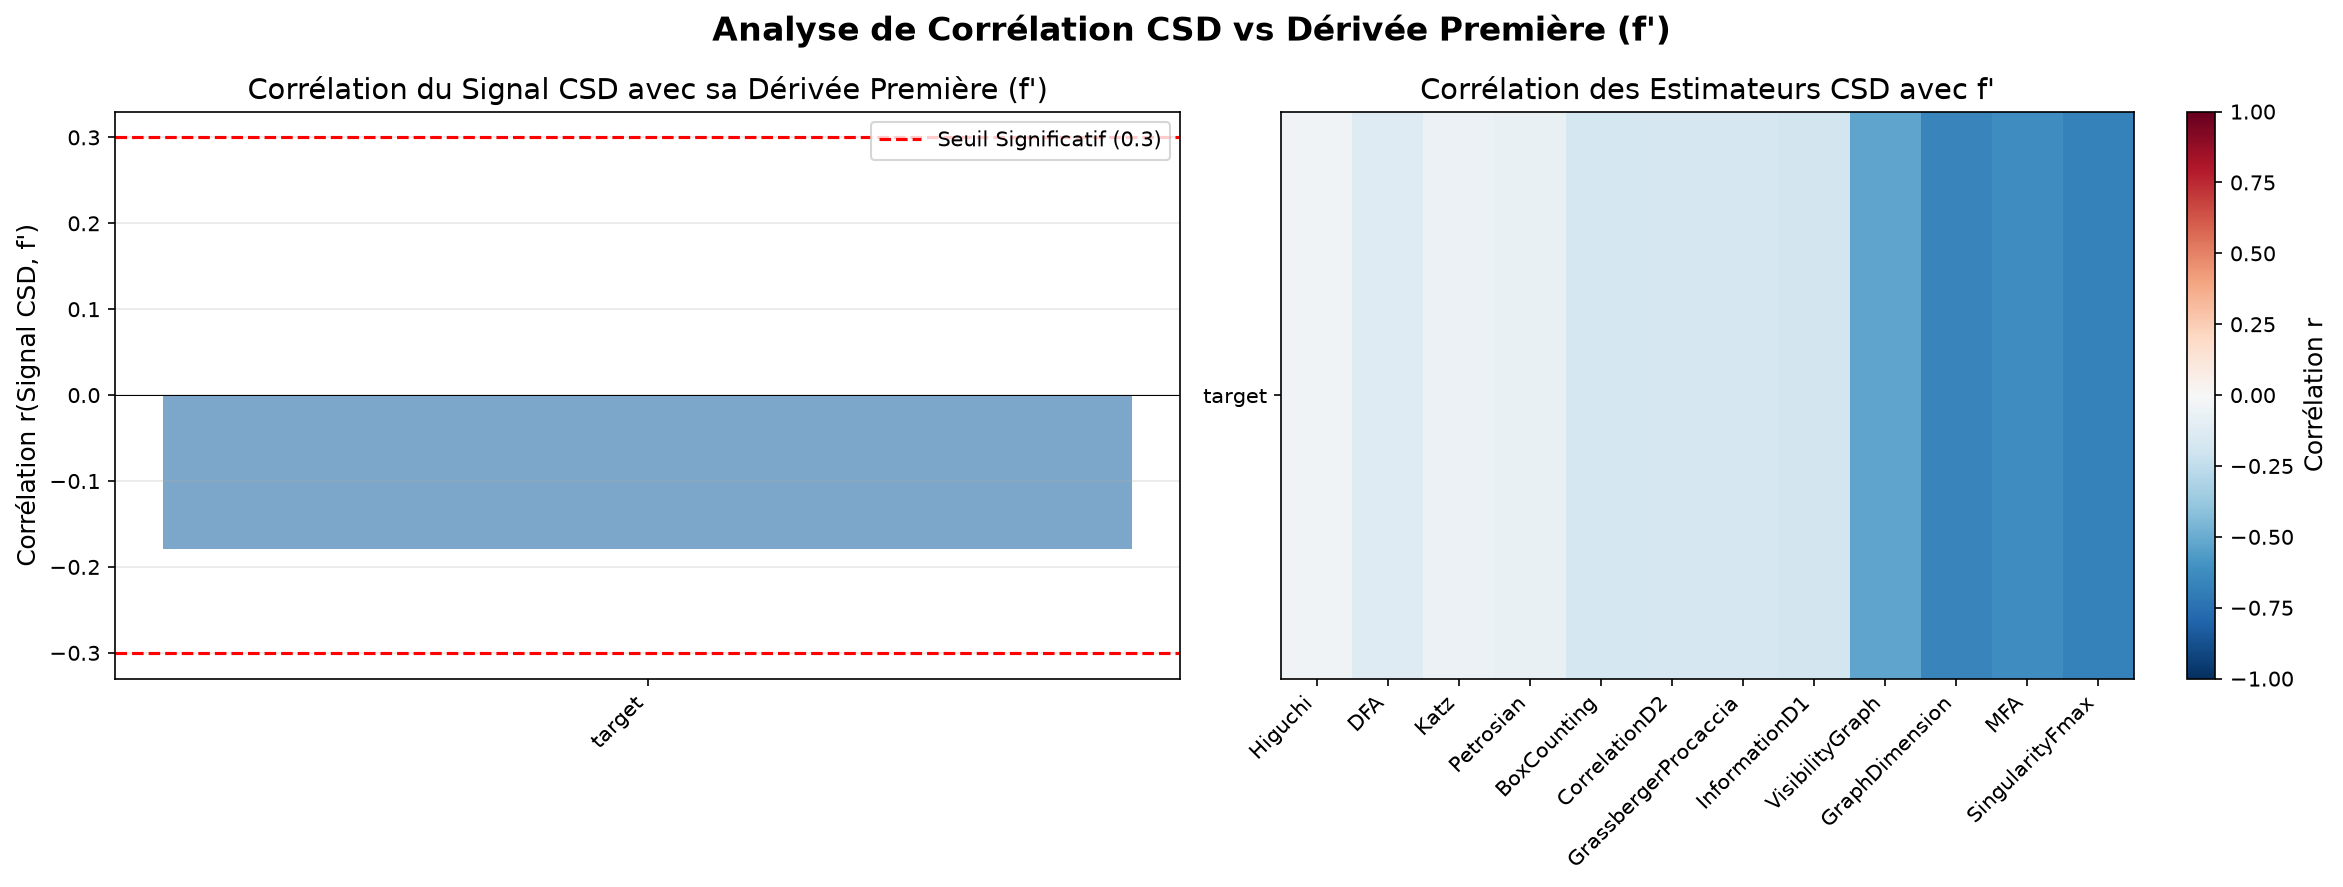 Analyse de Corrélation CSD vs Dérivée Première (f')
Corrélation du Signal CSD avec sa Dérivée Première (f')
Corrélation r(Signal CSD, f')
0.3
0.2
0.1
0.0
−0.1
−0.2
−0.3
Seuil Significatif (0.3)
target
Corrélation des Estimateurs CSD avec f'
target
Higuchi
DFA
Katz
Petrosian
BoxCounting
CorrelationD2
GrassbergerProcaccia
InformationD1
VisibilityGraph
GraphDimension
MFA
SingularityFmax
1.00
0.75
0.50
0.25
0.00
−0.25
−0.50
−0.75
−1.00
Corrélation r